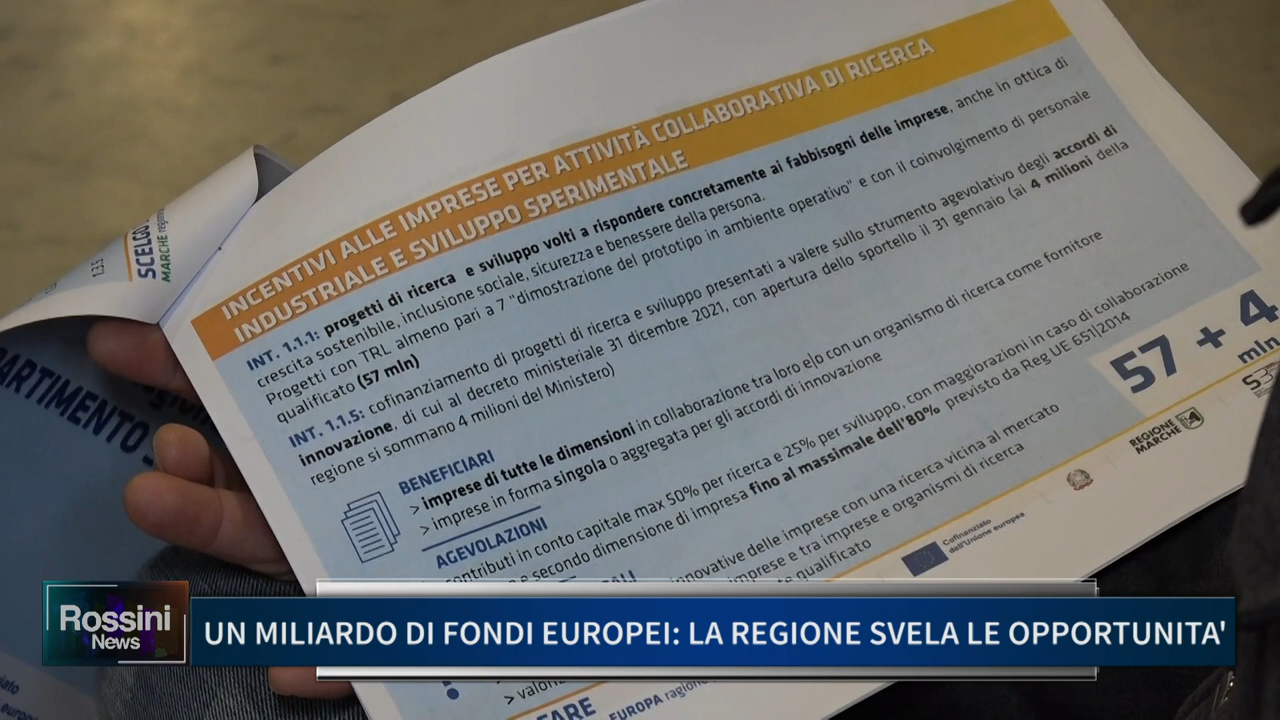 INCENTIVI ALLE IMPRESE PER ATTIVITÀ COLLABORATIVA DI RICERCA
INDUSTRIALE E SVILUPPO SPERIMENTALE
INT. 1.1.1: progetti di ricerca e sviluppo volti a rispondere concretamente ai fabbisogni delle imprese, anche in ottica di
crescita sostenibile, inclusione sociale, sicurezza e benessere della persona.
Progetti con TRL almeno pari a 7 "dimostrazione del prototipo in ambiente operativo" e con il coinvolgimento di personale
qualificato (57 mln)
INT. 1.1.5: cofinanziamento di progetti di ricerca e sviluppo presentati a valere sullo strumento agevolativo degli accordi di
innovazione, di cui al decreto ministeriale 31 dicembre 2021, con apertura dello sportello il 31 gennaio (ai 4 milioni della
regione si sommano 4 milioni del Ministero)
BENEFICIARI
> imprese di tutte le dimensioni in collaborazione tra loro e/o con un organismo di ricerca come fornitore
> imprese in forma singola o aggregata per gli accordi di innovazione
AGEVOLAZIONI
contributi in conto capitale max 50% per ricerca e 25% per sviluppo, con maggiorazioni in caso di collaborazione
e secondo dimensione di impresa fino al massimale dell'80% previsto da Reg UE 651/2014
innovative delle imprese con una ricerca vicina al mercato
imprese e tra imprese e organismi di ricerca
qualificato
> valori
57 + 4
mln
REGIONE
MARCHE
Cofinanziato
dell'Unione europea
FARE
EUROPA
SCELGO
MARCHE
135
ARTIMENTO
Rossini
News
UN MILIARDO DI FONDI EUROPEI: LA REGIONE SVELA LE OPPORTUNITA'